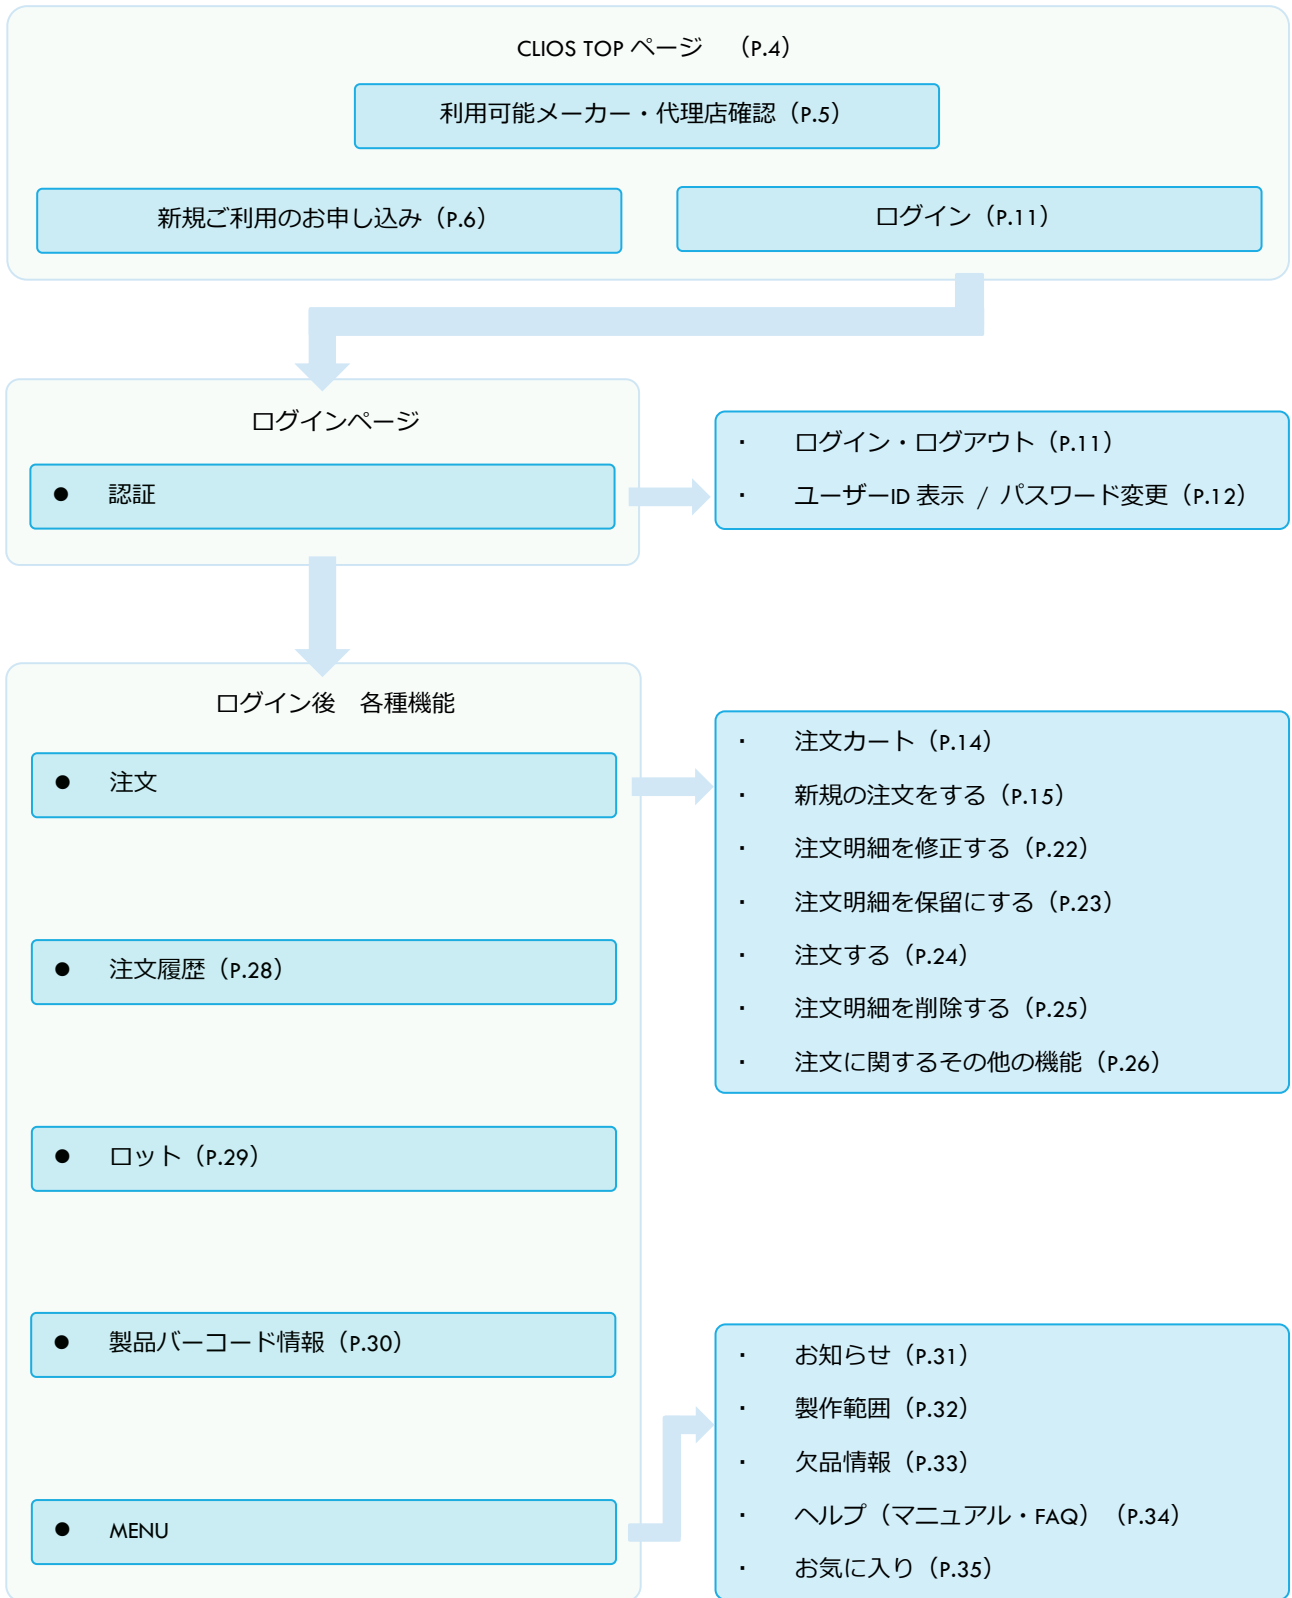 CLIOS TOP ページ　（P.4）
利用可能メーカー・代理店確認（P.5）
新規ご利用のお申し込み（P.6）
ログイン（P.11）
ログインページ
● 認証
・ ログイン・ログアウト（P.11）
・ ユーザーID 表示 / パスワード変更（P.12）
ログイン後　各種機能
● 注文
・ 注文カート（P.14）
・ 新規の注文をする（P.15）
・ 注文明細を修正する（P.22）
・ 注文明細を保留にする（P.23）
・ 注文する（P.24）
・ 注文明細を削除する（P.25）
・ 注文に関するその他の機能（P.26）
● 注文履歴（P.28）
● ロット（P.29）
● 製品バーコード情報（P.30）
● MENU
・ お知らせ（P.31）
・ 製作範囲（P.32）
・ 欠品情報（P.33）
・ ヘルプ（マニュアル・FAQ）（P.34）
・ お気に入り（P.35）